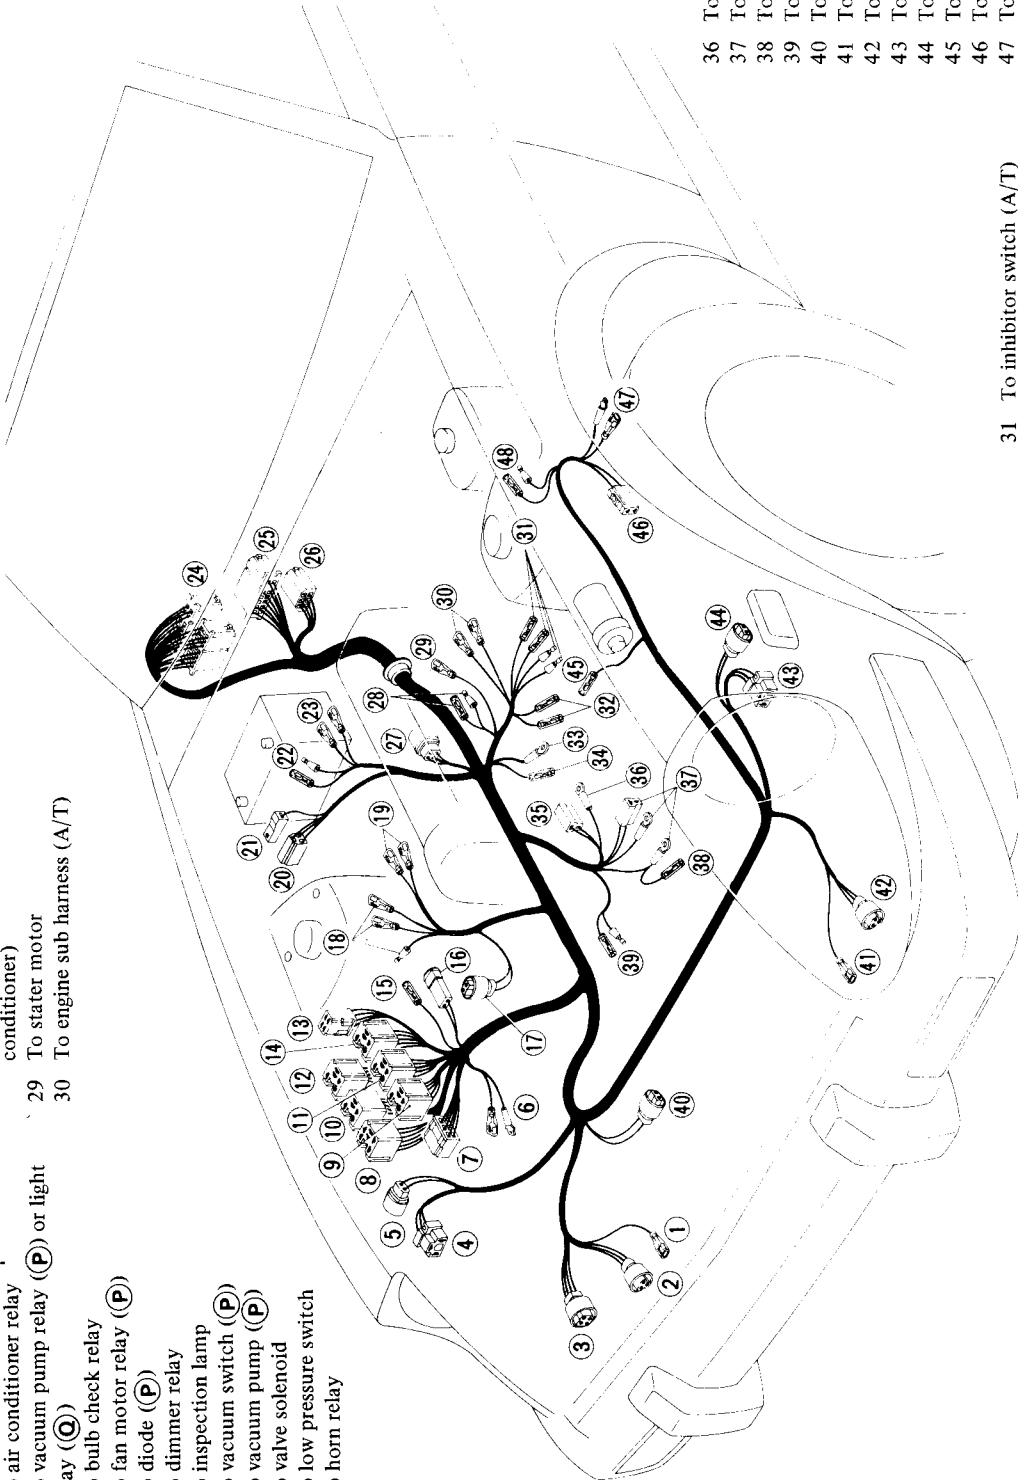 air conditioner relay
vacuum pump relay (Ⓟ) or light
ay (Ⓠ)
bulb check relay
fan motor relay (Ⓟ)
diode (Ⓟ)
dimmer relay
inspection lamp
vacuum switch (Ⓟ)
vacuum pump (Ⓟ)
valve solenoid
low pressure switch
horn relay
conditioner)
29 To stater motor
30 To engine sub harness (A/T)
31 To inhibitor switch (A/T)
36 To
37 To
38 To
39 To
40 To
41 To
42 To
43 To
44 To
45 To
46 To
47 To
1
2
3
4
5
6
7
8
9
10
11
12
13
14
15
16
17
18
19
20
21
22
23
24
25
26
27
28
29
30
31
32
33
34
35
36
37
38
39
40
41
42
43
44
45
46
47
48